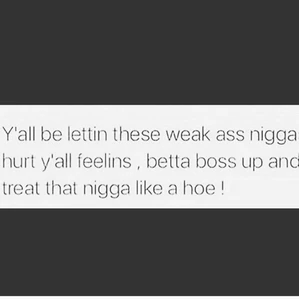 Y'all be lettin these weak ass nigga
hurt y'all feelins , betta boss up and
treat that nigga like a hoe !